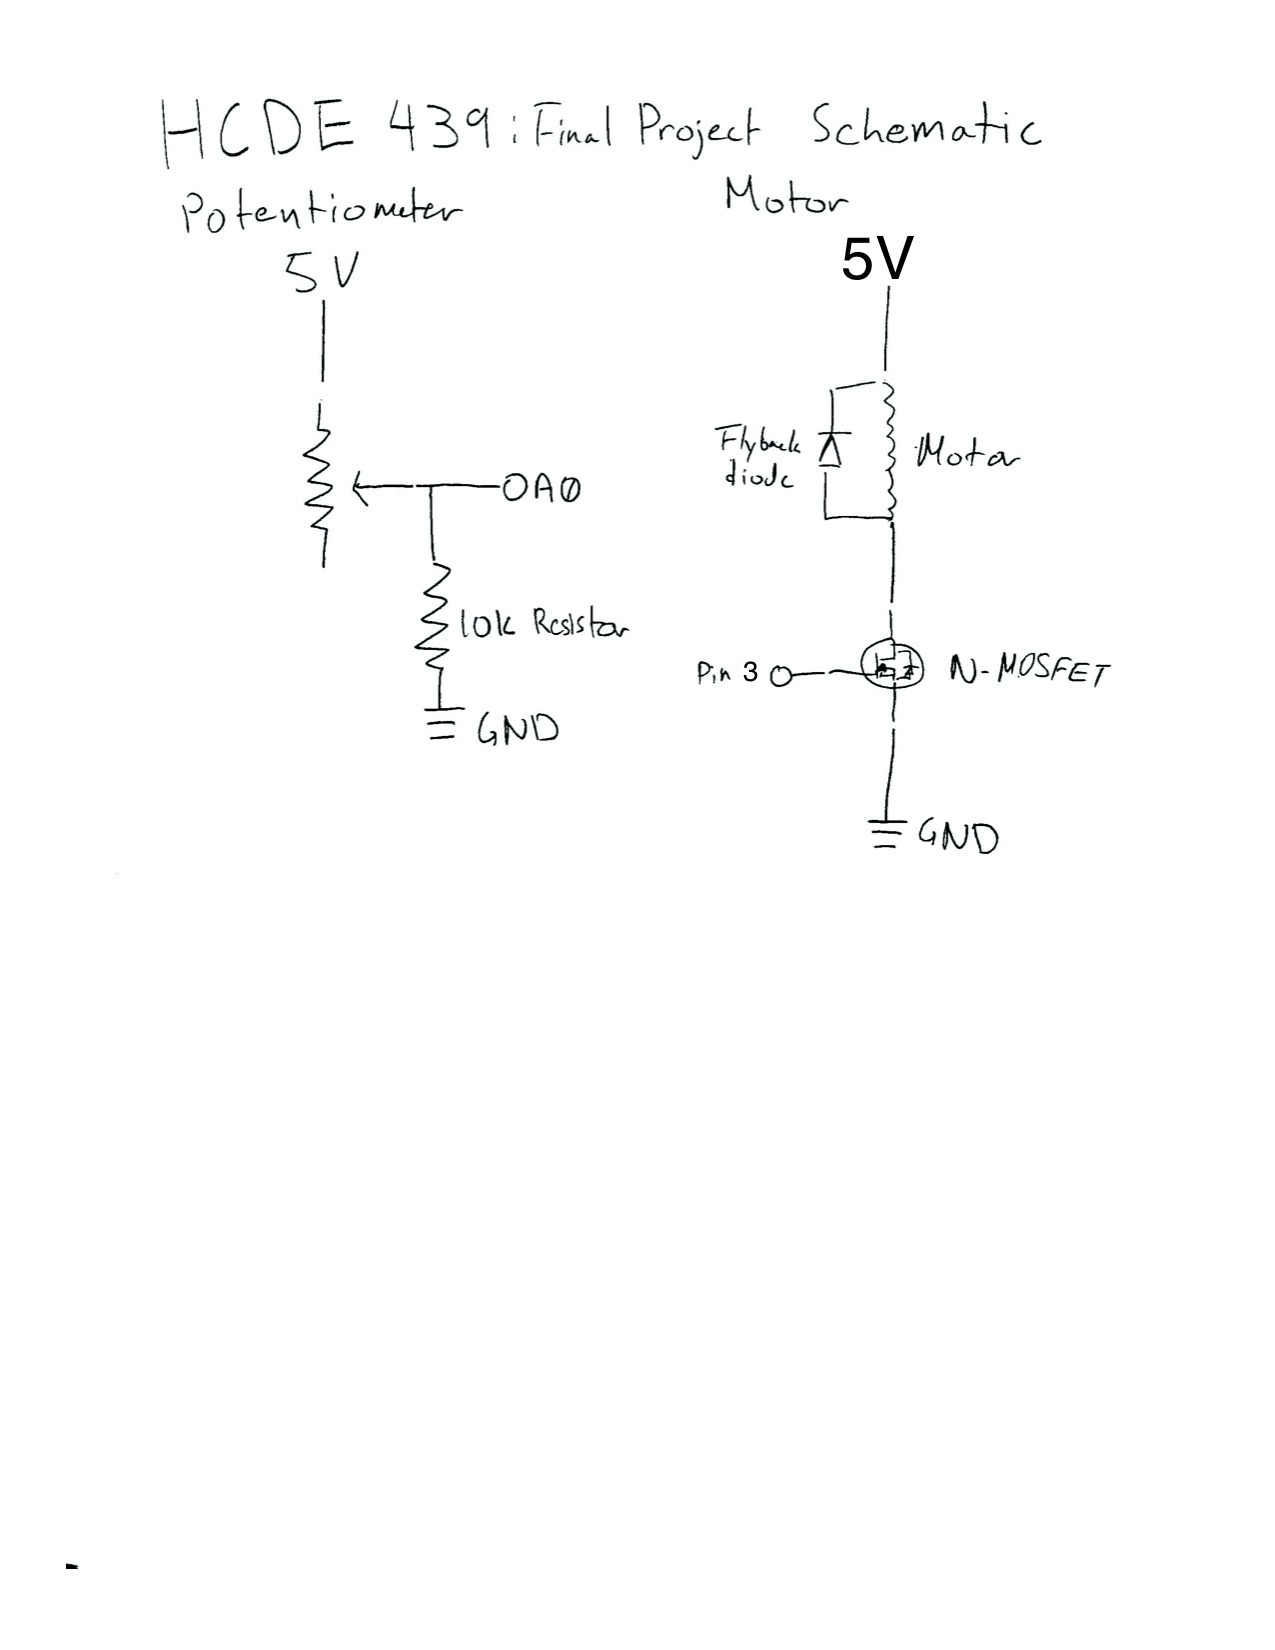 HCDE 439: Final Project Schematic
Potentiometer
5V
OAØ
10k Resistor
GND
Motor
5V
Flyback
diode
Motor
Pin 3
N-MOSFET
GND